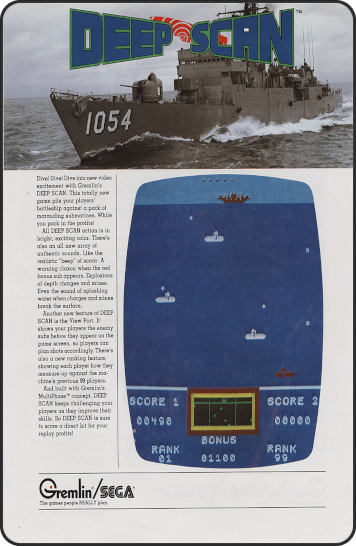 DEEP SCAN™
1054
Dive! Dive! Dive into new video
excitement with Gremlin's
DEEP SCAN. This totally new
game pits your players'
battleship against a pack of
marauding submarines. While
you park in the profits!
All DEEP SCAN action is in
bright, exciting color. There's
also an all new array of
authentic sounds. Like the
realistic "beep" of sonar. A
warning claxon when the red
bonus sub appears. Explosions
of depth charges and mines.
Even the sound of splashing
water when charges and mines
break the surface.
Another new feature of DEEP
SCAN is the View Port. It
shows your players the enemy
subs before they appear on the
game screen, so players can
plan shots accordingly. There's
also a new ranking feature,
showing each player how they
measure up against the ma-
chine's previous 99 players.
And built with Gremlin's
MultiPhase™ concept, DEEP
SCAN keeps challenging your
players as they improve their
skills. So DEEP SCAN is sure
to score a direct hit for your
replay profits!
SCORE 1
00490
RANK
01
BONUS
01100
SCORE 2
00000
RANK
99
Gremlin/SEGA®
The games people REALLY play.